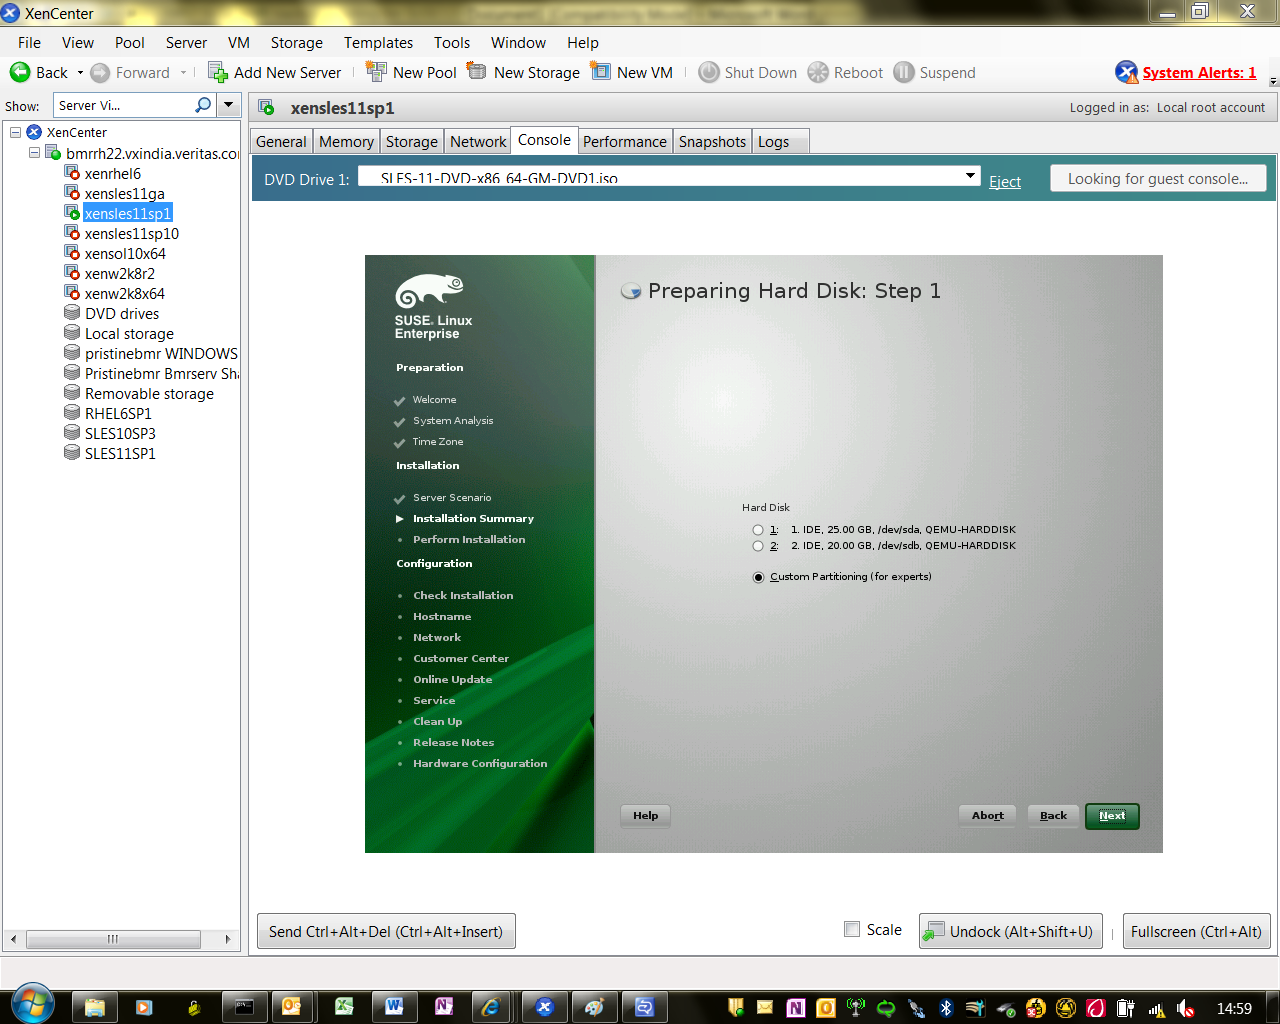 XenCenter
File View Pool Server VM Storage Templates Tools Window Help
Back Forward Add New Server New Pool New Storage New VM Shut Down Reboot Suspend System Alerts: 1
Show: Server Vi...
xensles11sp1
Logged in as: Local root account
General Memory Storage Network Console Performance Snapshots Logs
DVD Drive 1: SLES-11-DVD-x86_64-GM-DVD1.iso Eject Looking for guest console...
XenCenter
bmrrh22.vxindia.veritas.co
xenrhel6
xensles11ga
xensles11sp1
xensles11sp10
xensol10x64
xenw2k8r2
xenw2k8x64
DVD drives
Local storage
pristinebmr WINDOWS
Pristinebmr Bmrserv Sha
Removable storage
RHEL6SP1
SLES10SP3
SLES11SP1
SUSE® Linux
Enterprise
Preparation
Welcome
System Analysis
Time Zone
Installation
Server Scenario
Installation Summary
Perform Installation
Configuration
Check Installation
Hostname
Network
Customer Center
Online Update
Service
Clean Up
Release Notes
Hardware Configuration
Preparing Hard Disk: Step 1
Hard Disk
1: 1. IDE, 25.00 GB, /dev/sda, QEMU-HARDDISK
2: 2. IDE, 20.00 GB, /dev/sdb, QEMU-HARDDISK
Custom Partitioning (for experts)
Help Abort Back Next
Send Ctrl+Alt+Del (Ctrl+Alt+Insert) Scale Undock (Alt+Shift+U) Fullscreen (Ctrl+Alt)
14:59